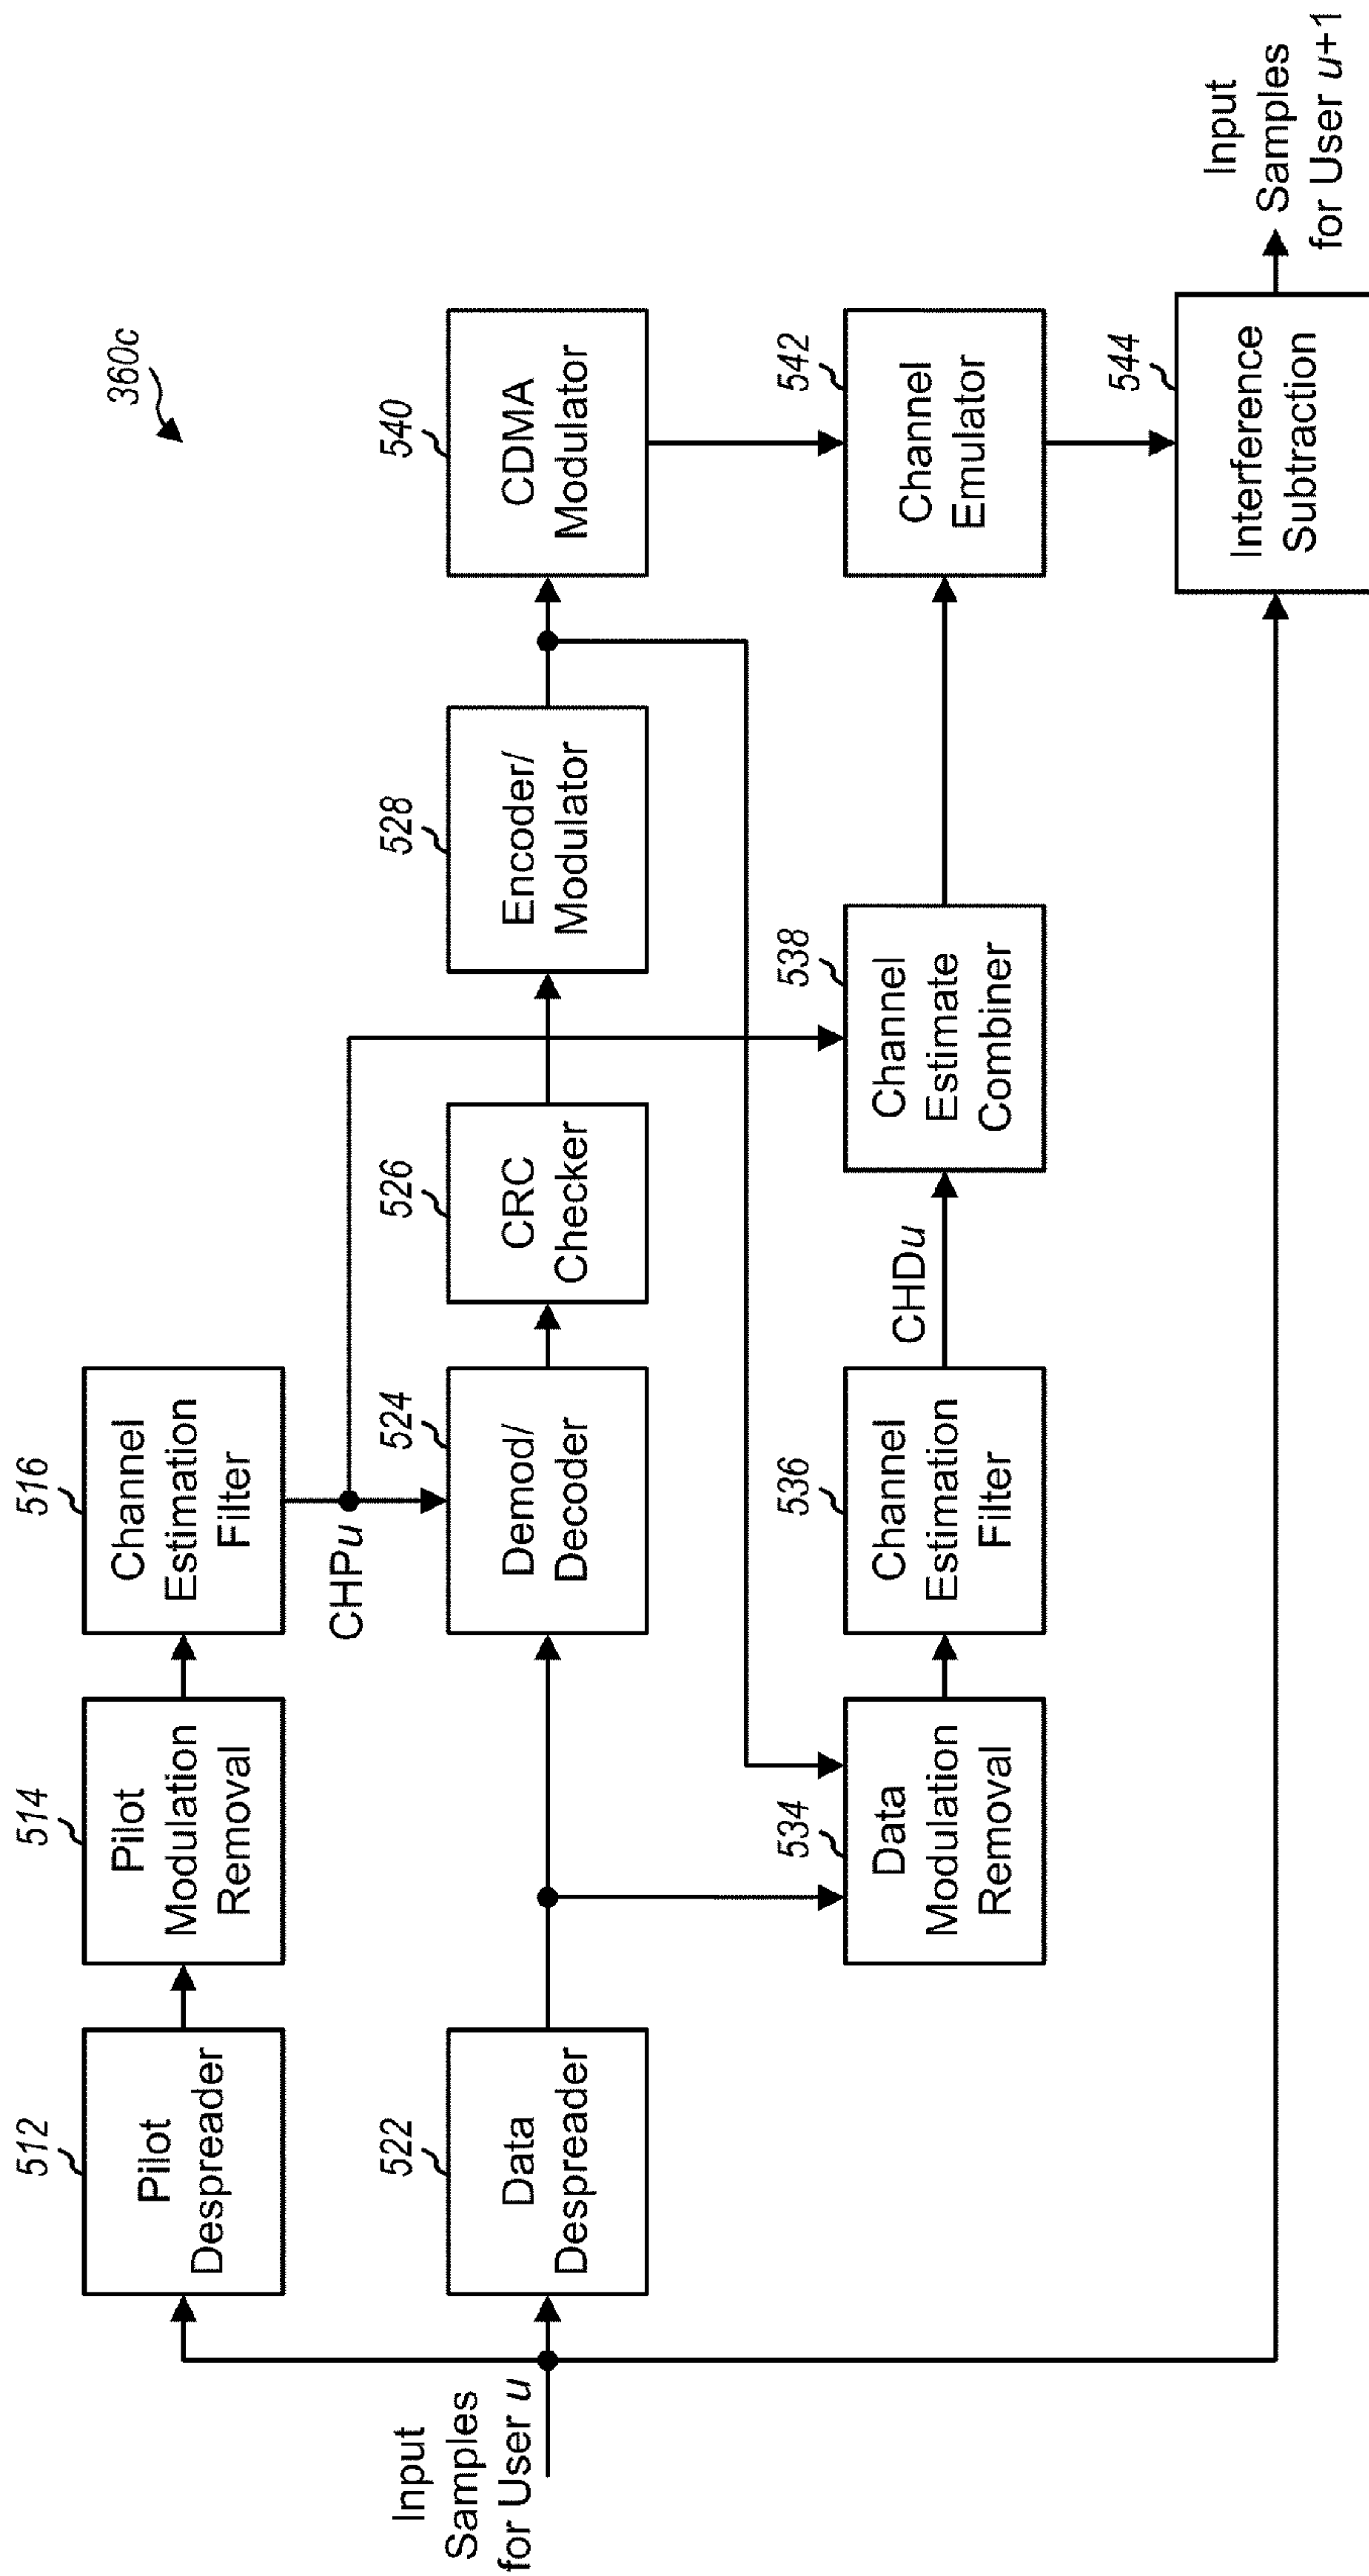 360c
512
Pilot
Despreader
514
Pilot
Modulation
Removal
516
Channel
Estimation
Filter
CHPu
Input
Samples
for User u
522
Data
Despreader
524
Demod/
Decoder
526
CRC
Checker
528
Encoder/
Modulator
540
CDMA
Modulator
534
Data
Modulation
Removal
536
Channel
Estimation
Filter
CHDu
538
Channel
Estimate
Combiner
542
Channel
Emulator
544
Interference
Subtraction
Input
Samples
for User u+1